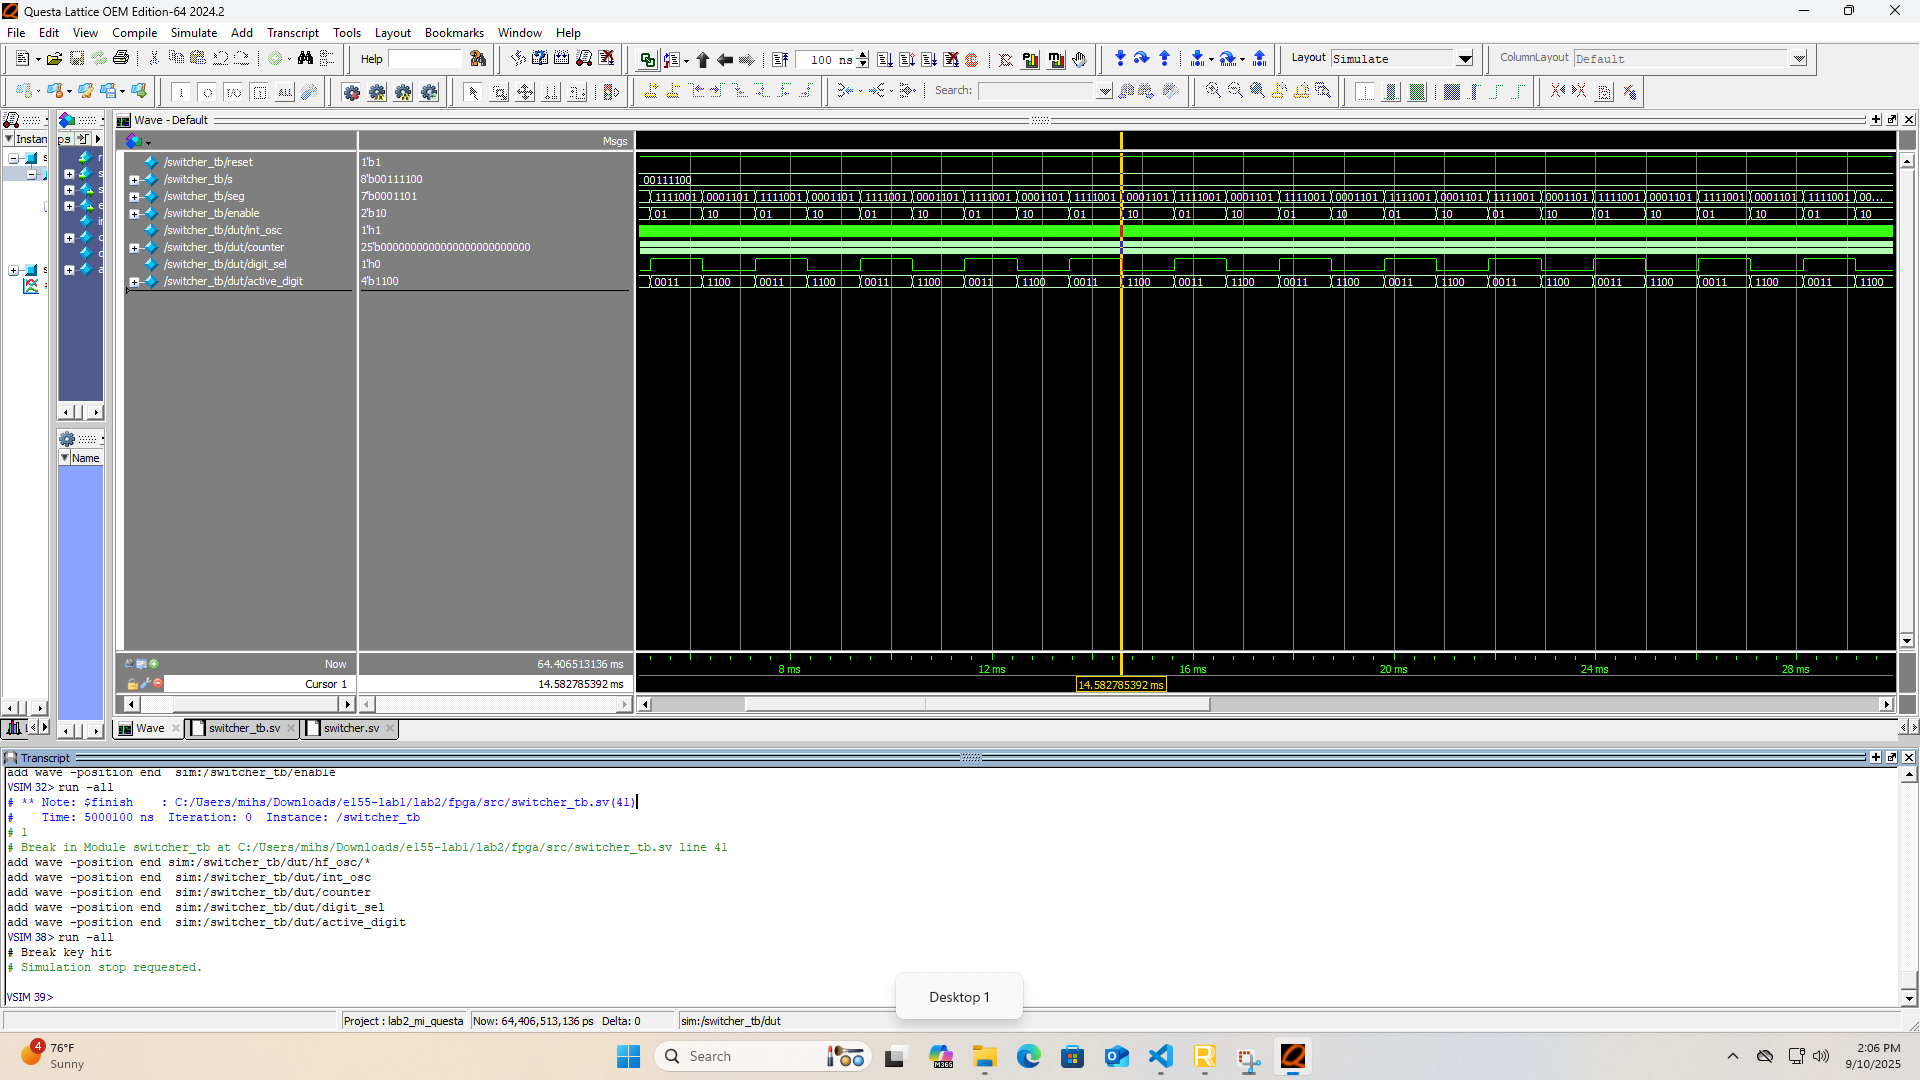 Questa Lattice OEM Edition-64 2024.2
File Edit View Compile Simulate Add Transcript Tools Layout Bookmarks Window Help
Help 100 ns Layout Simulate ColumnLayout Default
Search:
Instan
ps
Wave - Default
Msgs
/switcher_tb/reset 1'b1
/switcher_tb/s 8'b00111100 00111100
/switcher_tb/seg 7'b0001101 1111001 0001101 1111001 0001101 1111001 0001101 1111001 0001101 1111001 0001101 1111001 0001101 1111001 0001101 1111001 0001101 1111001 0001101 1111001 0001101 1111001 0001101 1111001 00...
/switcher_tb/enable 2'b10 01 10 01 10 01 10 01 10 01 10 01 10 01 10 01 10 01 10 01 10 01 10 01 10
/switcher_tb/dut/int_osc 1'h1
/switcher_tb/dut/counter 25'b0000000000000000000000000
/switcher_tb/dut/digit_sel 1'h0
/switcher_tb/dut/active_digit 4'b1100 0011 1100 0011 1100 0011 1100 0011 1100 0011 1100 0011 1100 0011 1100 0011 1100 0011 1100 0011 1100 0011 1100 0011 1100
Name
Now 64.406513136 ms 8 ms 12 ms 16 ms 20 ms 24 ms 28 ms
Cursor 1 14.582785392 ms 14.582785392 ms
Wave switcher_tb.sv switcher.sv
Transcript
add wave -position end  sim:/switcher_tb/enable
VSIM 32> run -all
# ** Note: $finish    : C:/Users/mihs/Downloads/e155-lab1/lab2/fpga/src/switcher_tb.sv(41)
#    Time: 5000100 ns  Iteration: 0  Instance: /switcher_tb
# 1
# Break in Module switcher_tb at C:/Users/mihs/Downloads/e155-lab1/lab2/fpga/src/switcher_tb.sv line 41
add wave -position end sim:/switcher_tb/dut/hf_osc/*
add wave -position end  sim:/switcher_tb/dut/int_osc
add wave -position end  sim:/switcher_tb/dut/counter
add wave -position end  sim:/switcher_tb/dut/digit_sel
add wave -position end  sim:/switcher_tb/dut/active_digit
VSIM 38> run -all
# Break key hit
# Simulation stop requested.
VSIM 39>
Desktop 1
Project : lab2_mi_questa Now: 64,406,513,136 ps Delta: 0 sim:/switcher_tb/dut
4
76°F
Sunny
Search
M365
2:06 PM
9/10/2025